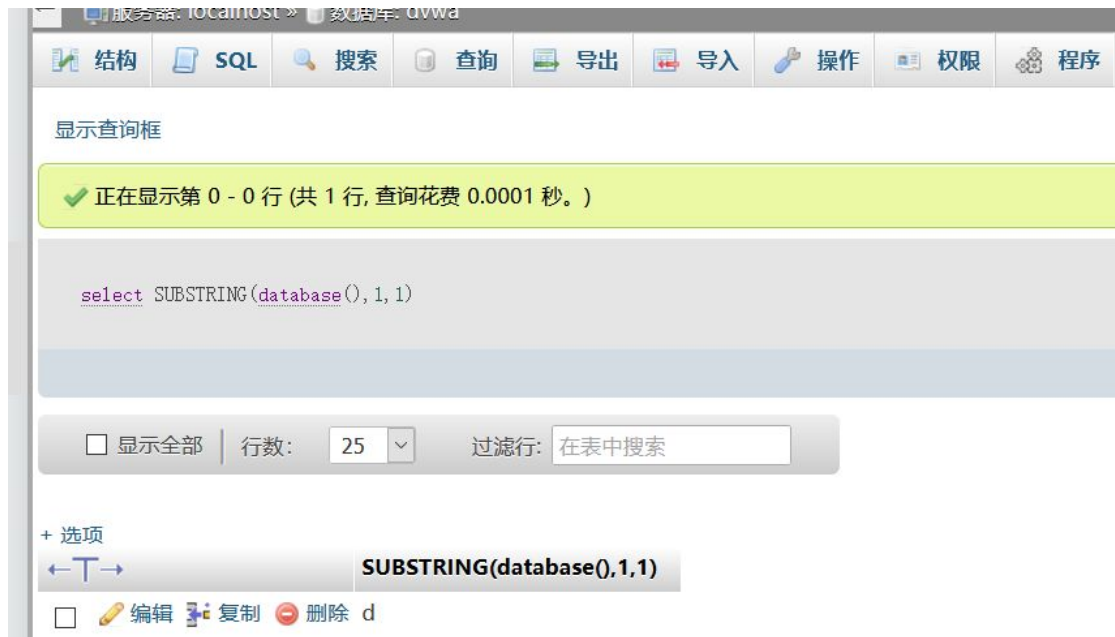 服务器: localhost » 数据库: dvwa
结构 SQL 搜索 查询 导出 导入 操作 权限 程序
显示查询框
正在显示第 0 - 0 行 (共 1 行, 查询花费 0.0001 秒。)
select SUBSTRING(database(),1,1)
显示全部 行数: 25 过滤行: 在表中搜索
+ 选项
←T→ SUBSTRING(database(),1,1)
编辑 复制 删除 d